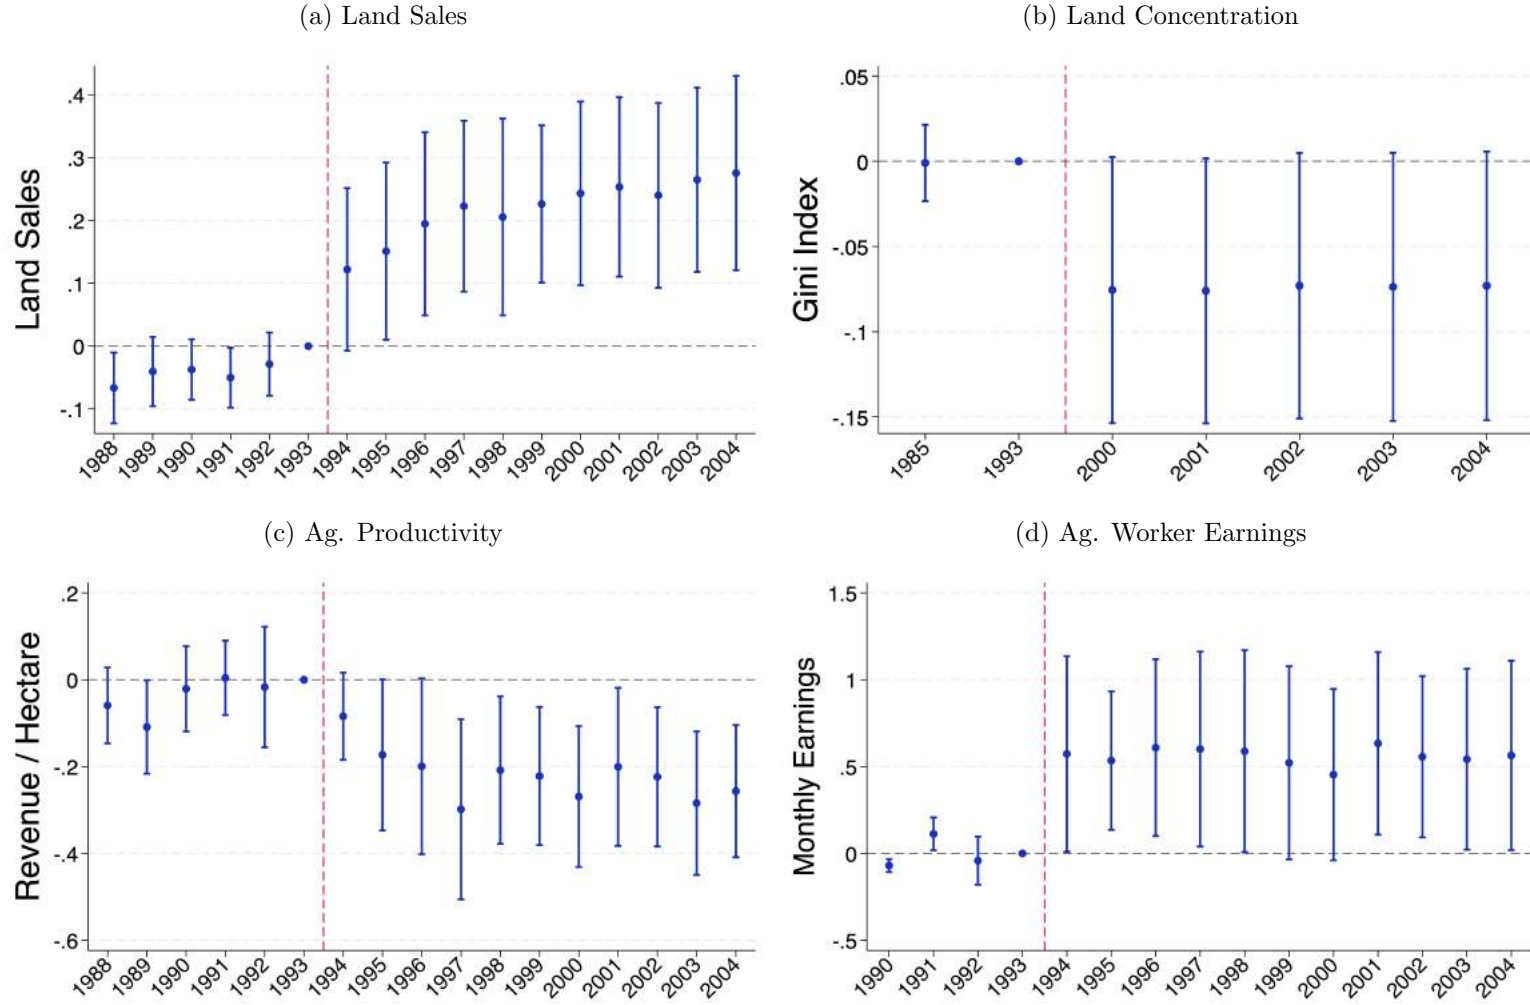 (a) Land Sales
Land Sales
.4
.3
.2
.1
0
-.1
1988 1989 1990 1991 1992 1993 1994 1995 1996 1997 1998 1999 2000 2001 2002 2003 2004
(b) Land Concentration
Gini Index
.05
0
-.05
-.1
-.15
1985 1993 2000 2001 2002 2003 2004
(c) Ag. Productivity
Revenue / Hectare
.2
0
-.2
-.4
-.6
1988 1989 1990 1991 1992 1993 1994 1995 1996 1997 1998 1999 2000 2001 2002 2003 2004
(d) Ag. Worker Earnings
Monthly Earnings
1.5
1
.5
0
-.5
1990 1991 1992 1993 1994 1995 1996 1997 1998 1999 2000 2001 2002 2003 2004